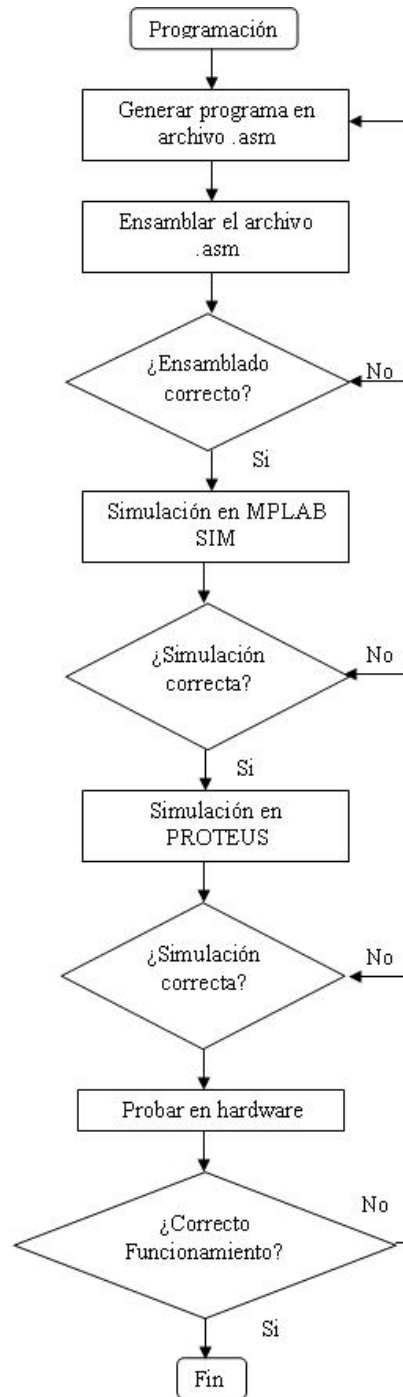 Programación
Generar programa en
archivo .asm
Ensamblar el archivo
.asm
¿Ensamblado
correcto?
No
Si
Simulación en MPLAB
SIM
¿Simulación
correcta?
No
Si
Simulación en
PROTEUS
¿Simulación
correcta?
No
Probar en hardware
¿Correcto
Funcionamiento?
No
Si
Fin